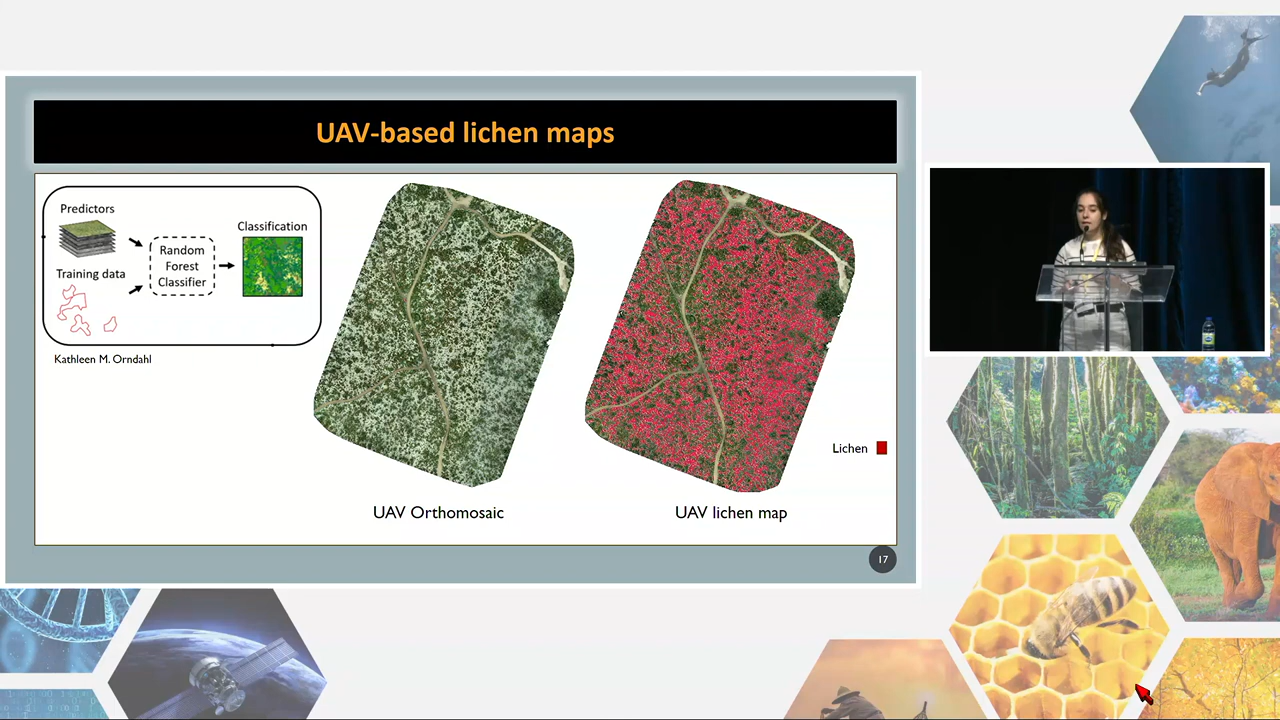 UAV-based lichen maps
Predictors
Training data
Random
Forest
Classifier
Classification
Kathleen M. Orndahl
Lichen
UAV Orthomosaic
UAV lichen map
17